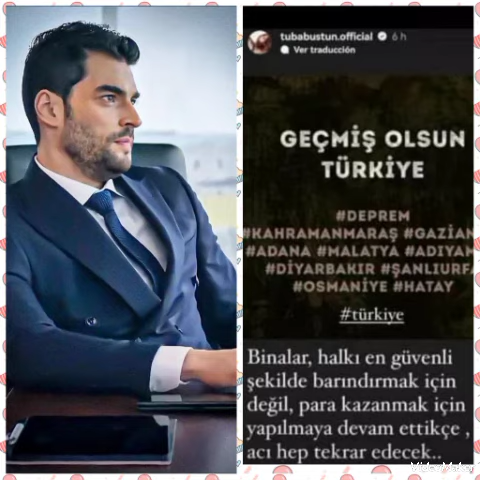 tubabustun.official 6 h
Ver traducción
GEÇMİŞ OLSUN
TÜRKİYE
#DEPREM
#KAHRAMANMARAŞ #GAZİAN
#ADANA #MALATYA #ADIYAM
#DİYARBAKIR #ŞANLIURFA
#OSMANİYE #HATAY
#türkiye
Binalar, halkı en güvenli
şekilde barındırmak için
değil, para kazanmak için
yapılmaya devam ettikçe ,
acı hep tekrar edecek..